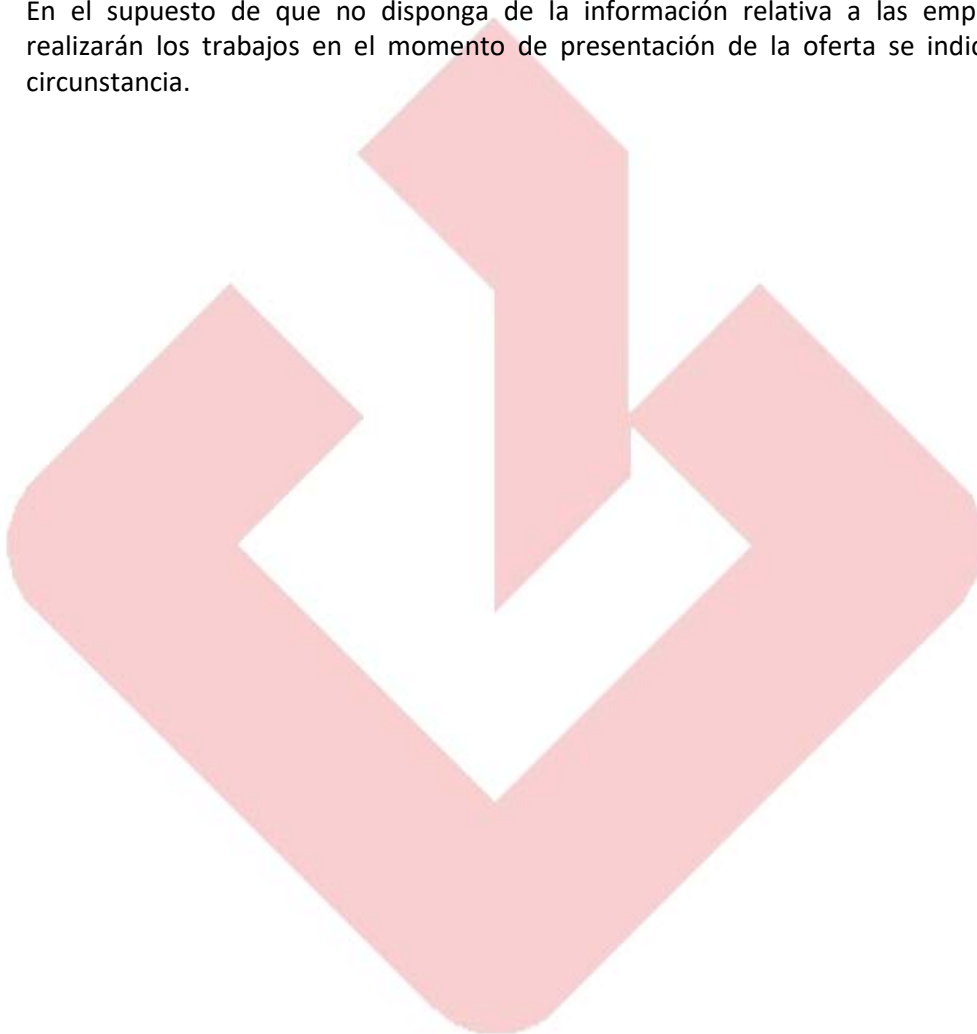 En el supuesto de que no disponga de la información relativa a las emp
realizarán los trabajos en el momento de presentación de la oferta se indic
circunstancia.